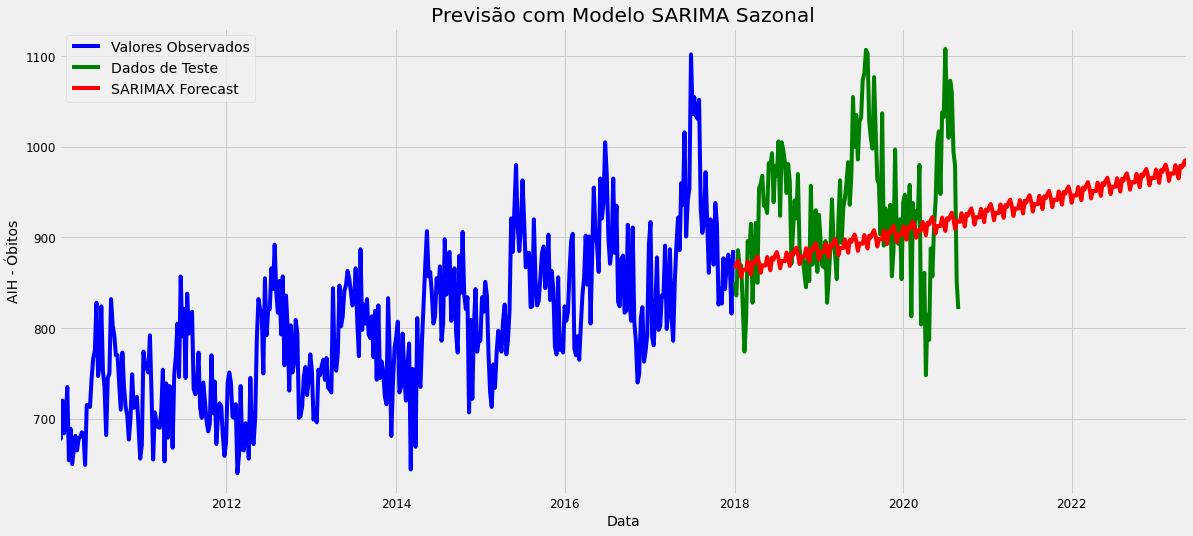 Previsão com Modelo SARIMA Sazonal
Valores Observados
Dados de Teste
SARIMAX Forecast
AIH - Óbitos
1100
1000
900
800
700
2012
2014
2016
2018
2020
2022
Data